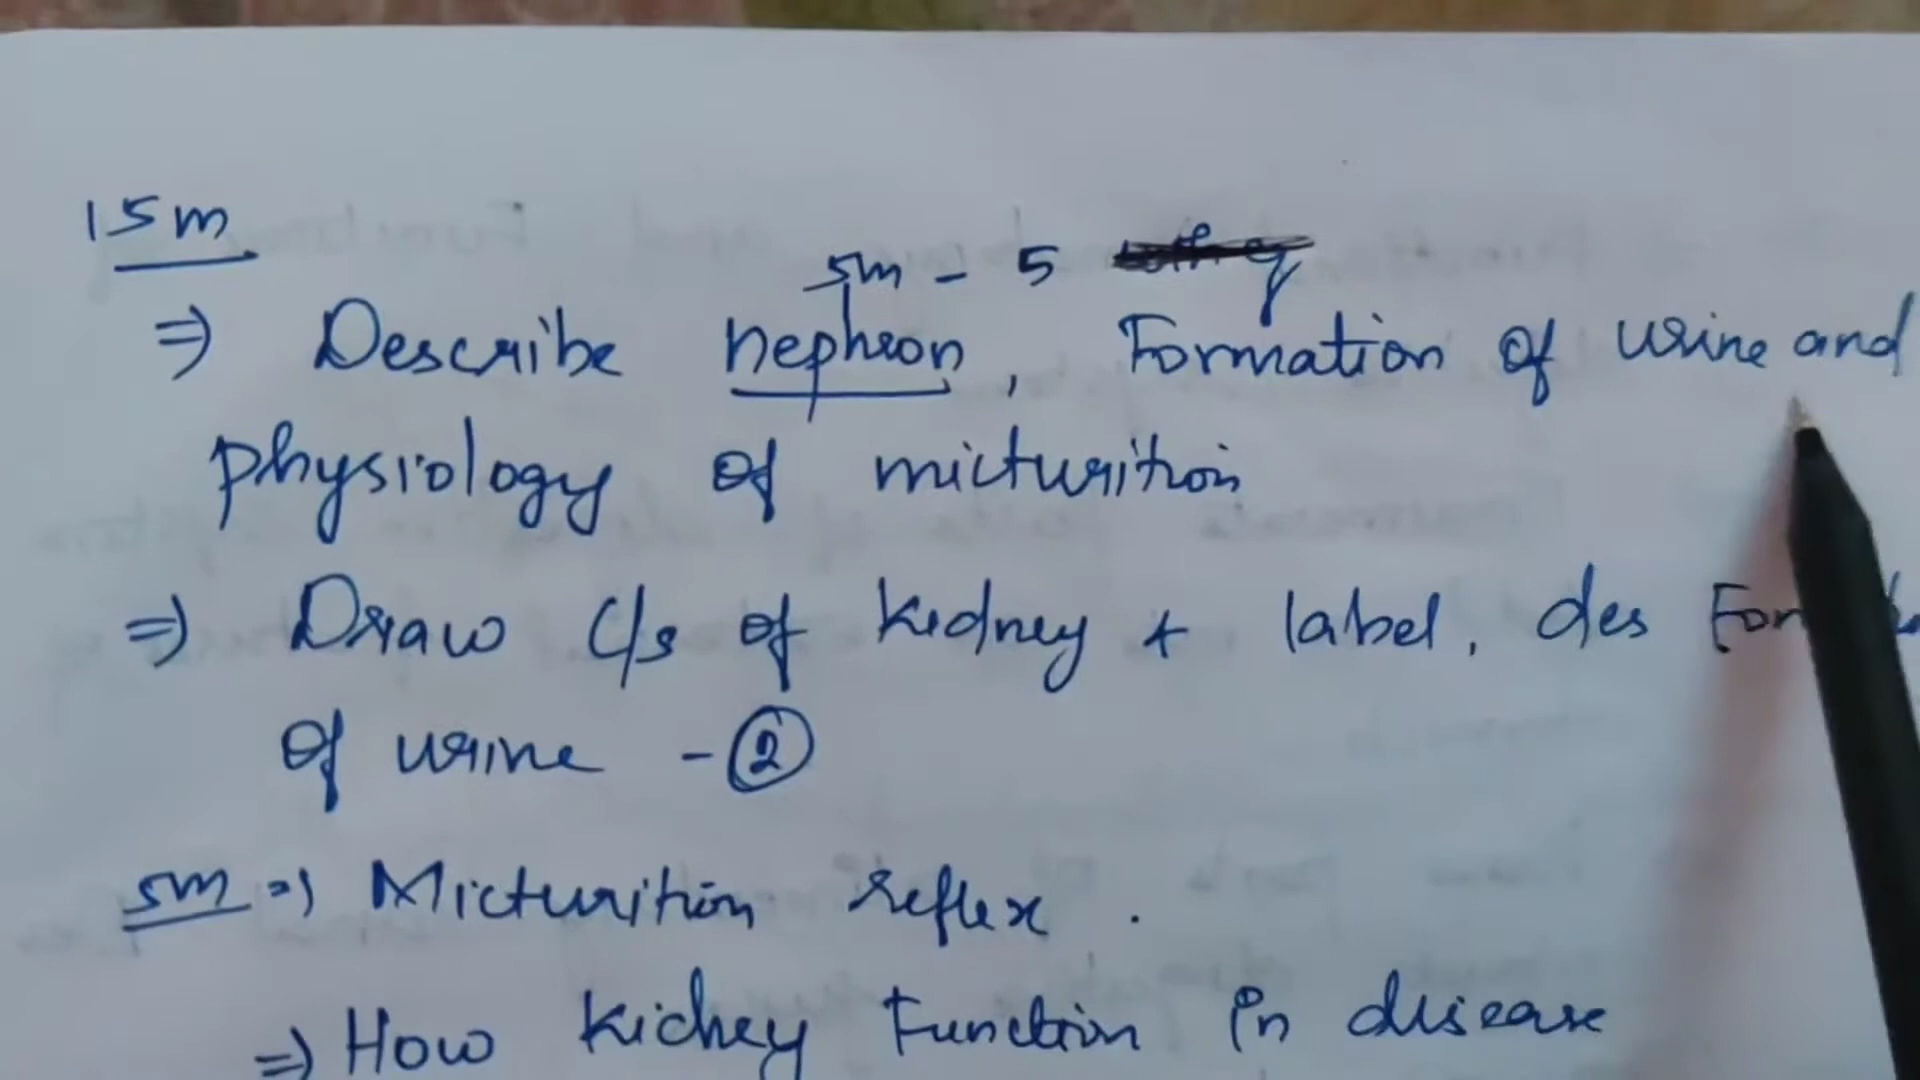 15m
5m - 5
⇒ Describe nephron, Formation of urine and
physiology of micturition
⇒ Draw c/s of kidney + label, des
of urine - ②
5m ⇒ Micturition reflex.
⇒ How kidney Function in disease